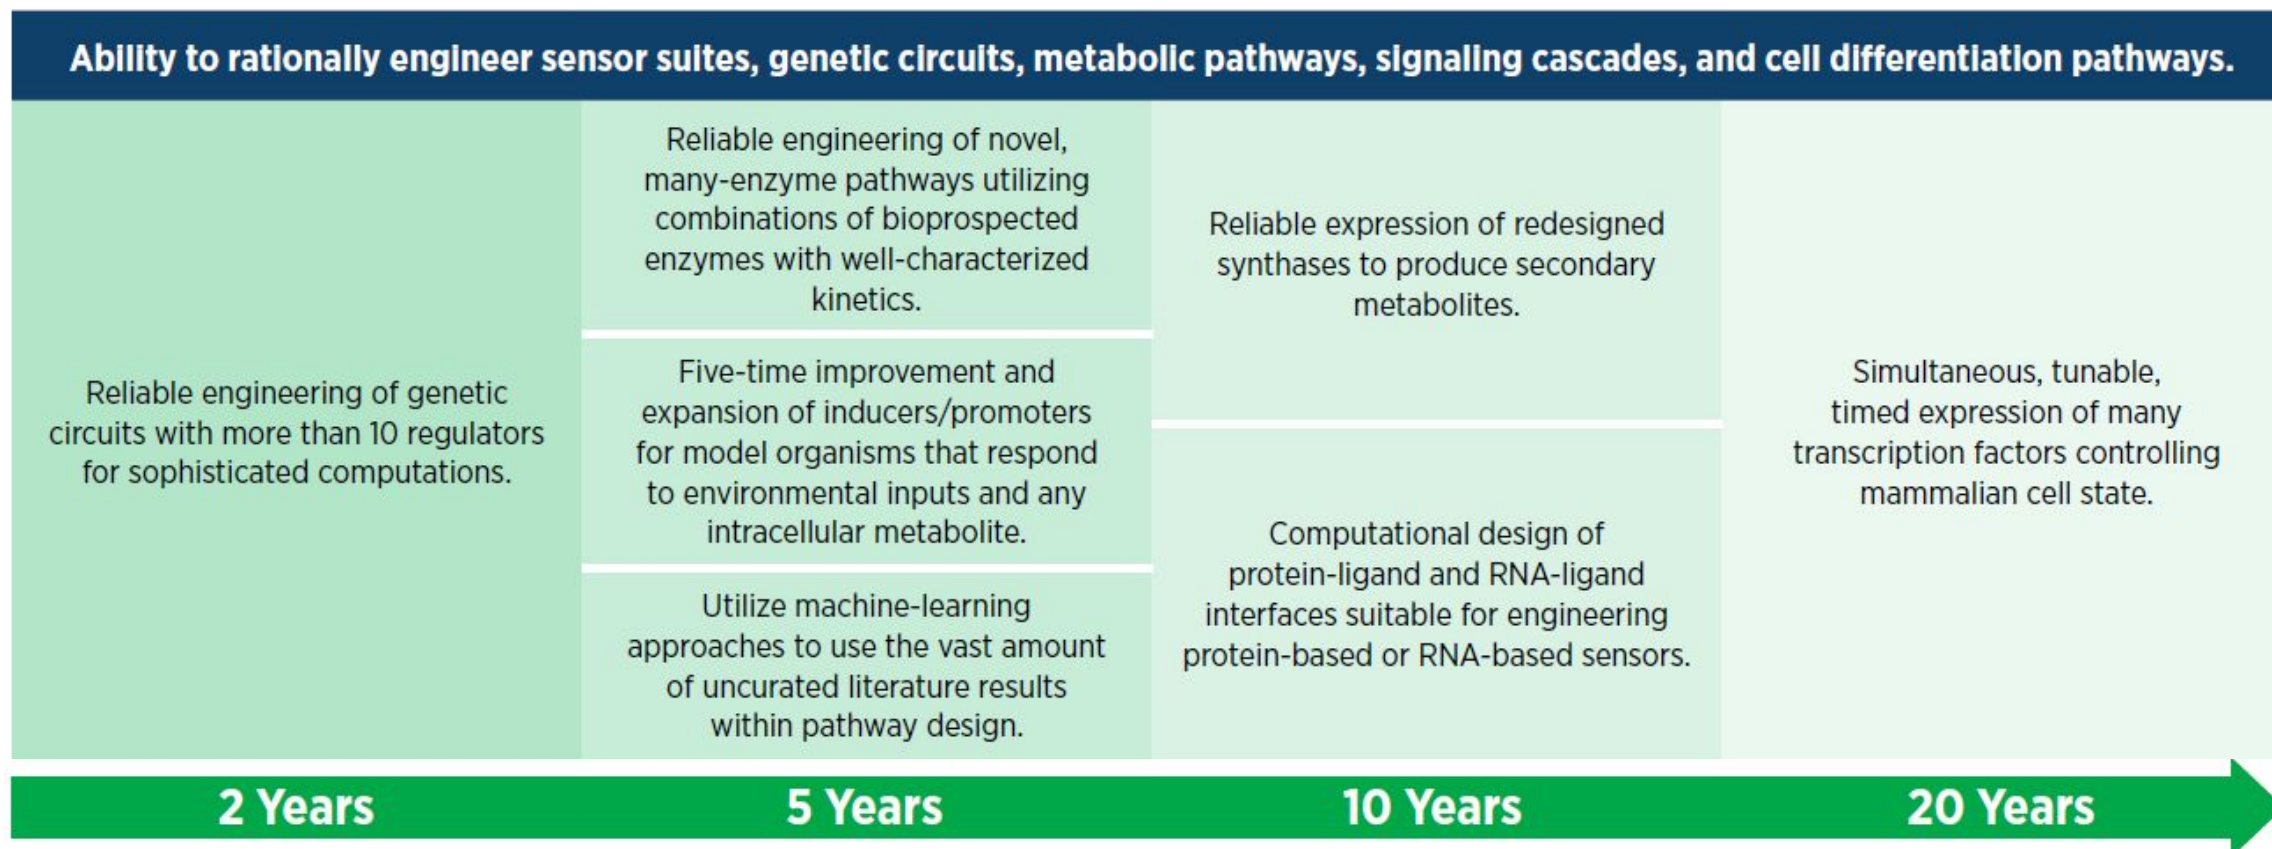 Ability to rationally engineer sensor suites, genetic circuits, metabolic pathways, signaling cascades, and cell differentiation pathways.
Reliable engineering of genetic
circuits with more than 10 regulators
for sophisticated computations.
Reliable engineering of novel,
many-enzyme pathways utilizing
combinations of bioprospected
enzymes with well-characterized
kinetics.
Five-time improvement and
expansion of inducers/promoters
for model organisms that respond
to environmental inputs and any
intracellular metabolite.
Utilize machine-learning
approaches to use the vast amount
of uncurated literature results
within pathway design.
Reliable expression of redesigned
synthases to produce secondary
metabolites.
Computational design of
protein-ligand and RNA-ligand
interfaces suitable for engineering
protein-based or RNA-based sensors.
Simultaneous, tunable,
timed expression of many
transcription factors controlling
mammalian cell state.
2 Years
5 Years
10 Years
20 Years